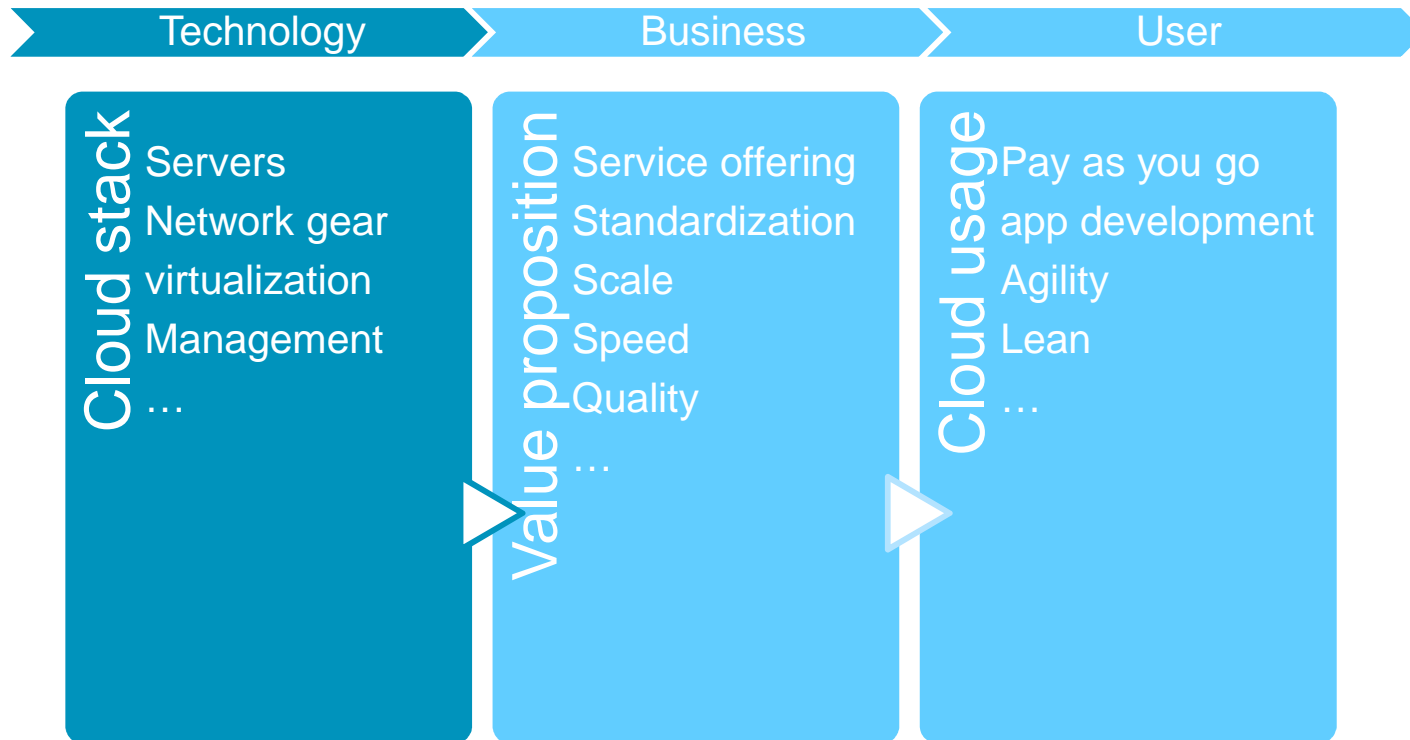 Technology
Business
User
Cloud stack
Servers
Network gear
virtualization
Management
…
Value proposition
Service offering
Standardization
Scale
Speed
Quality
…
Cloud usage
Pay as you go
app development
Agility
Lean
…